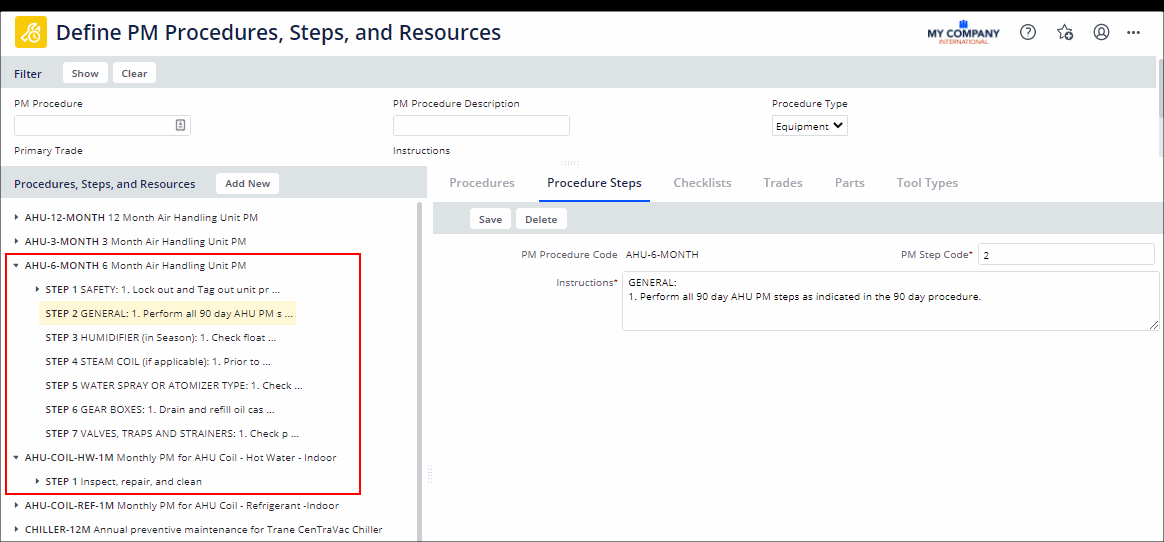 Define PM Procedures, Steps, and Resources
MY COMPANY
INTERNATIONAL
Filter
Show
Clear
PM Procedure
PM Procedure Description
Procedure Type
Equipment
Primary Trade
Instructions
Procedures, Steps, and Resources
Add New
AHU-12-MONTH 12 Month Air Handling Unit PM
AHU-3-MONTH 3 Month Air Handling Unit PM
AHU-6-MONTH 6 Month Air Handling Unit PM
STEP 1 SAFETY: 1. Lock out and Tag out unit pr ...
STEP 2 GENERAL: 1. Perform all 90 day AHU PM s ...
STEP 3 HUMIDIFIER (in Season): 1. Check float ...
STEP 4 STEAM COIL (if applicable): 1. Prior to ...
STEP 5 WATER SPRAY OR ATOMIZER TYPE: 1. Check ...
STEP 6 GEAR BOXES: 1. Drain and refill oil cas ...
STEP 7 VALVES, TRAPS AND STRAINERS: 1. Check p ...
AHU-COIL-HW-1M Monthly PM for AHU Coil - Hot Water - Indoor
STEP 1 Inspect, repair, and clean
AHU-COIL-REF-1M Monthly PM for AHU Coil - Refrigerant -Indoor
CHILLER-12M Annual preventive maintenance for Trane CenTraVac Chiller
Procedures
Procedure Steps
Checklists
Trades
Parts
Tool Types
Save
Delete
PM Procedure Code AHU-6-MONTH
PM Step Code* 2
Instructions* GENERAL:
1. Perform all 90 day AHU PM steps as indicated in the 90 day procedure.